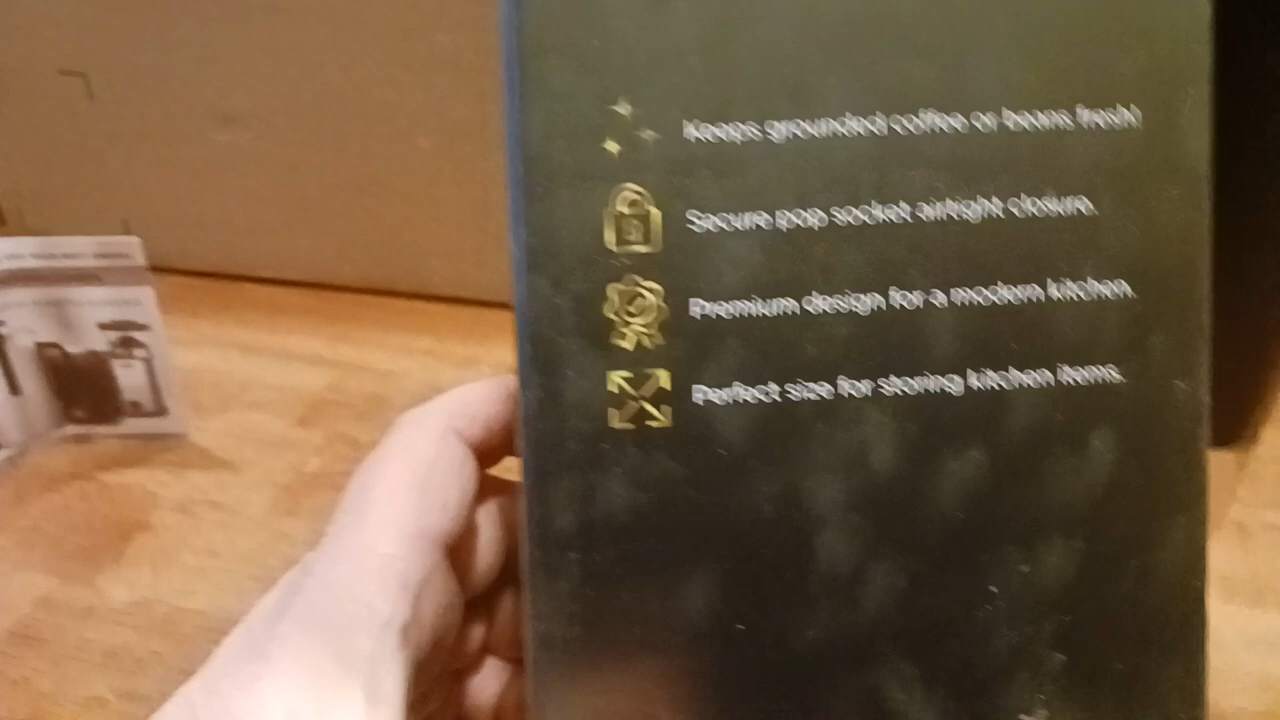 Keeps grounded coffee or beans fresh!
Secure pop socket airtight closure.
Premium design for a modern kitchen.
Perfect size for storing kitchen items.